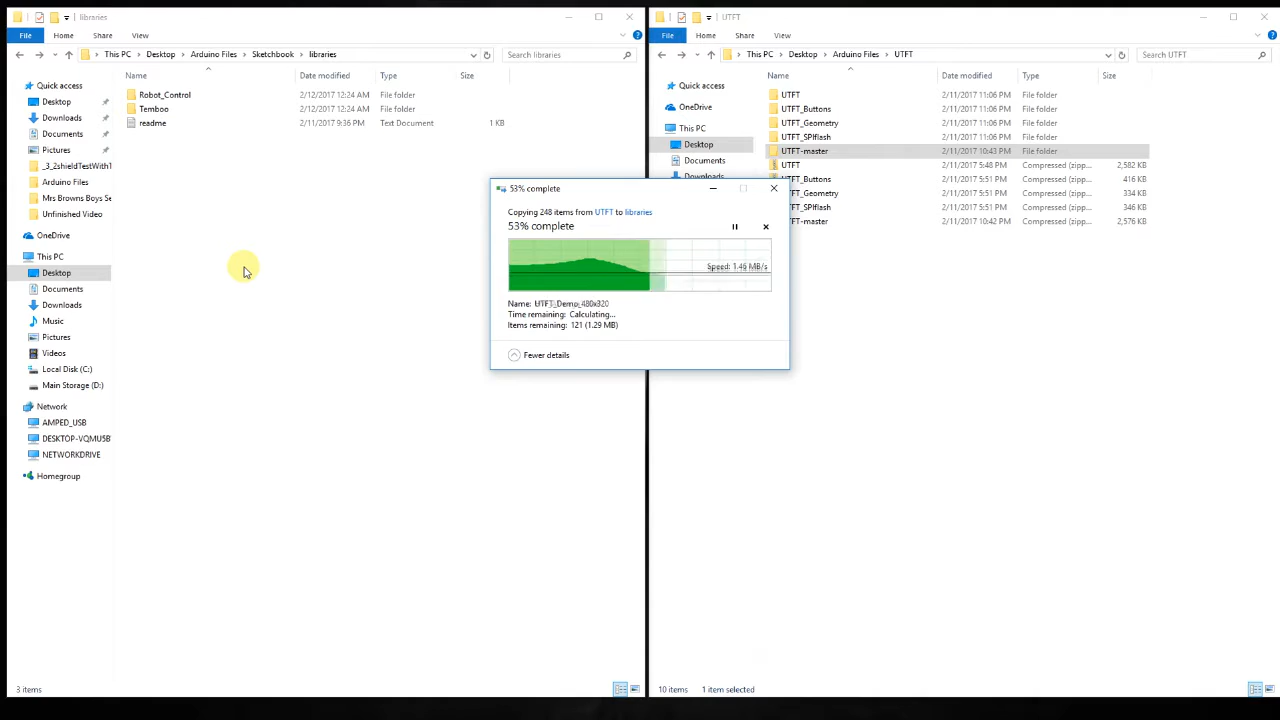 libraries
File Home Share View
This PC Desktop Arduino Files Sketchbook libraries
Search libraries
Name Date modified Type Size
Quick access
Desktop
Downloads
Documents
Pictures
_3_2shieldTestWithT
Arduino Files
Mrs Browns Boys Se
Unfinished Video
OneDrive
This PC
Desktop
Documents
Downloads
Music
Pictures
Videos
Local Disk (C:)
Main Storage (D:)
Network
AMPED_USB
DESKTOP-VQMU5B
NETWORKDRIVE
Homegroup
Robot_Control 2/12/2017 12:24 AM File folder
Temboo 2/12/2017 12:24 AM File folder
readme 2/11/2017 9:36 PM Text Document 1 KB
3 items
UTFT
File Home Share View
This PC Desktop Arduino Files UTFT
Search UTFT
Name Date modified Type Size
Quick access
OneDrive
This PC
Desktop
Documents
Downloads
UTFT 2/11/2017 11:06 PM File folder
UTFT_Buttons 2/11/2017 11:06 PM File folder
UTFT_Geometry 2/11/2017 11:06 PM File folder
UTFT_SPIflash 2/11/2017 11:06 PM File folder
UTFT-master 2/11/2017 10:43 PM File folder
UTFT 2/11/2017 5:48 PM Compressed (zipp... 2,582 KB
UTFT_Buttons 2/11/2017 5:51 PM Compressed (zipp... 416 KB
UTFT_Geometry 2/11/2017 5:51 PM Compressed (zipp... 334 KB
UTFT_SPIflash 2/11/2017 5:51 PM Compressed (zipp... 346 KB
UTFT-master 2/11/2017 10:42 PM Compressed (zipp... 2,576 KB
10 items 1 item selected
53% complete
Copying 248 items from UTFT to libraries
53% complete
Speed: 1.46 MB/s
Name: UTFT_Demo_480x320
Time remaining: Calculating...
Items remaining: 121 (1.29 MB)
Fewer details